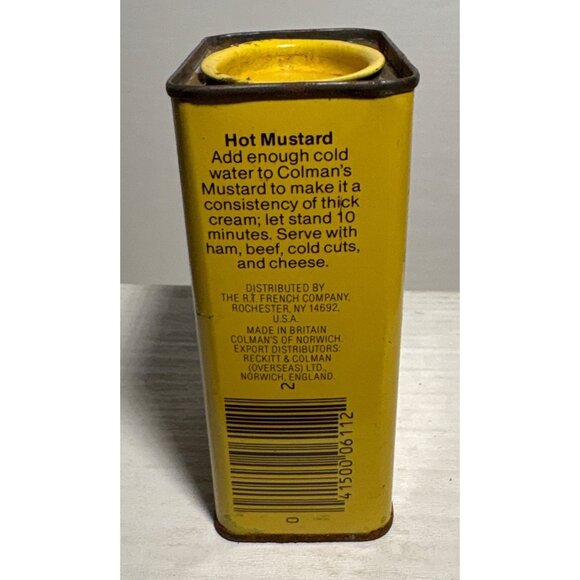 Hot Mustard
Add enough cold
water to Colman's
Mustard to make it a
consistency of thick
cream; let stand 10
minutes. Serve with
ham, beef, cold cuts,
and cheese.
DISTRIBUTED BY
THE R.T. FRENCH COMPANY,
ROCHESTER, NY 14692,
U.S.A.
MADE IN BRITAIN
COLMAN'S OF NORWICH.
EXPORT DISTRIBUTORS:
RECKITT & COLMAN
(OVERSEAS) LTD.,
NORWICH, ENGLAND.
2
41500 06112
0